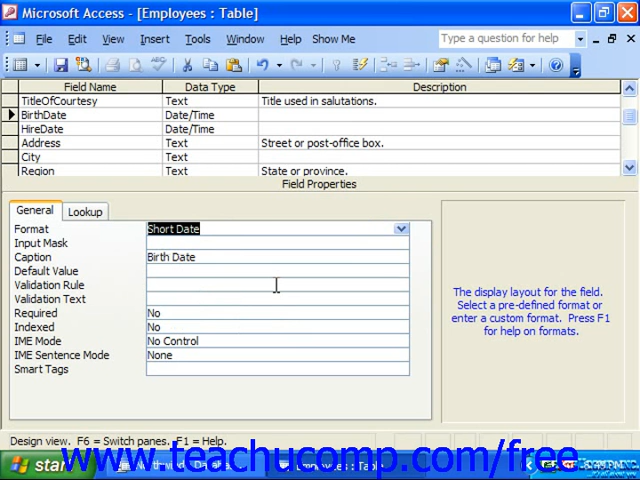 Microsoft Access - [Employees : Table]
File Edit View Insert Tools Window Help Show Me
Type a question for help
Field Name Data Type Description
TitleOfCourtesy Text Title used in salutations.
BirthDate Date/Time
HireDate Date/Time
Address Text Street or post-office box.
City Text
Region Text State or province.
Field Properties
General Lookup
Format Short Date
Input Mask
Caption Birth Date
Default Value
Validation Rule
Validation Text
Required No
Indexed No
IME Mode No Control
IME Sentence Mode None
Smart Tags
The display layout for the field.
Select a pre-defined format or
enter a custom format. Press F1
for help on formats.
Design view. F6 = Switch panes. F1 = Help.
www.teachucomp.com/free
start